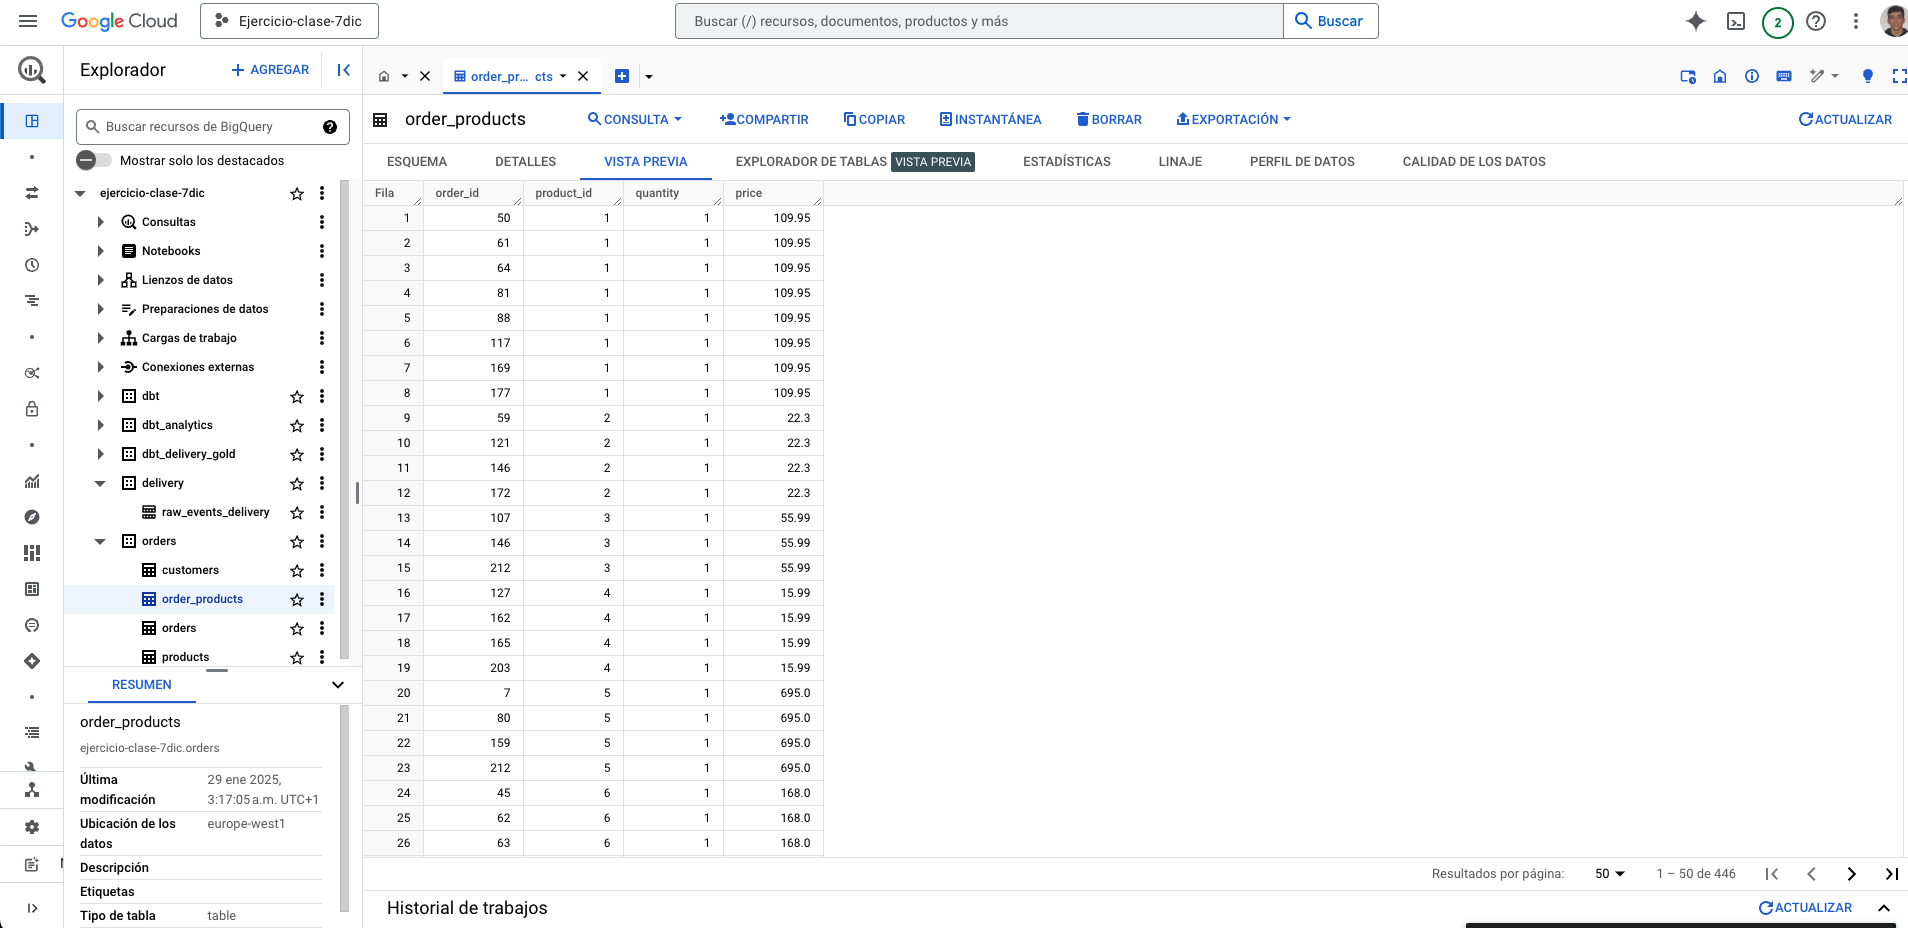 Google Cloud
Ejercicio-clase-7dic
Buscar (/) recursos, documentos, productos y más
Buscar
2
Explorador
AGREGAR
order_pr... cts
Buscar recursos de BigQuery
Mostrar solo los destacados
ejercicio-clase-7dic
Consultas
Notebooks
Lienzos de datos
Preparaciones de datos
Cargas de trabajo
Conexiones externas
dbt
dbt_analytics
dbt_delivery_gold
delivery
raw_events_delivery
orders
customers
order_products
orders
products
RESUMEN
order_products
ejercicio-clase-7dic.orders
Última modificación 29 ene 2025, 3:17:05 a.m. UTC+1
Ubicación de los datos europe-west1
Descripción
Etiquetas
Tipo de tabla table
order_products
CONSULTA
COMPARTIR
COPIAR
INSTANTÁNEA
BORRAR
EXPORTACIÓN
ACTUALIZAR
ESQUEMA
DETALLES
VISTA PREVIA
EXPLORADOR DE TABLAS VISTA PREVIA
ESTADÍSTICAS
LINAJE
PERFIL DE DATOS
CALIDAD DE LOS DATOS
Fila order_id product_id quantity price
1 50 1 1 109.95
2 61 1 1 109.95
3 64 1 1 109.95
4 81 1 1 109.95
5 88 1 1 109.95
6 117 1 1 109.95
7 169 1 1 109.95
8 177 1 1 109.95
9 59 2 1 22.3
10 121 2 1 22.3
11 146 2 1 22.3
12 172 2 1 22.3
13 107 3 1 55.99
14 146 3 1 55.99
15 212 3 1 55.99
16 127 4 1 15.99
17 162 4 1 15.99
18 165 4 1 15.99
19 203 4 1 15.99
20 7 5 1 695.0
21 80 5 1 695.0
22 159 5 1 695.0
23 212 5 1 695.0
24 45 6 1 168.0
25 62 6 1 168.0
26 63 6 1 168.0
Resultados por página: 50 1 – 50 de 446
Historial de trabajos
ACTUALIZAR